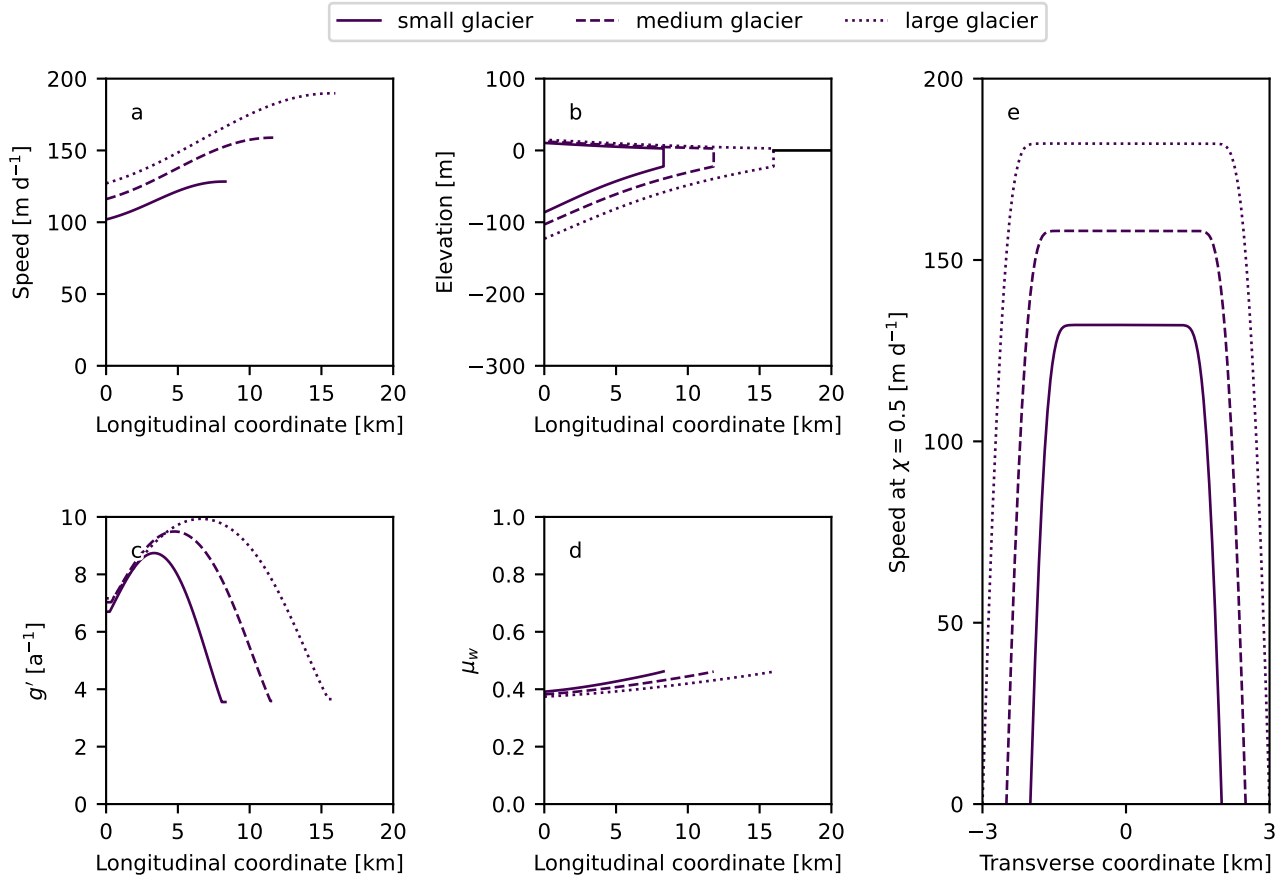 small glacier medium glacier large glacier
a
200
150
100
50
0
Speed [m d⁻¹]
0 5 10 15 20
Longitudinal coordinate [km]
b
100
0
−100
−200
−300
Elevation [m]
0 5 10 15 20
Longitudinal coordinate [km]
c
10
8
6
4
2
0
g′ [a⁻¹]
0 5 10 15 20
Longitudinal coordinate [km]
d
1.0
0.8
0.6
0.4
0.2
0.0
μw
0 5 10 15 20
Longitudinal coordinate [km]
e
200
150
100
50
0
Speed at χ = 0.5 [m d⁻¹]
−3 0 3
Transverse coordinate [km]